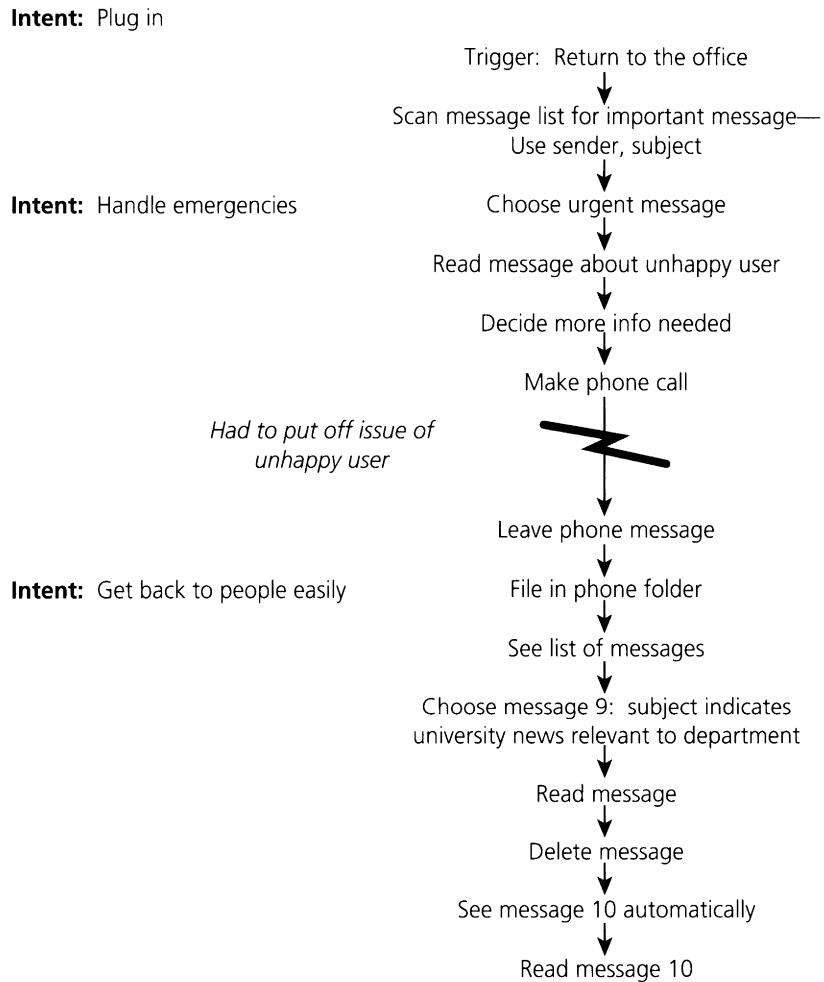 Intent: Plug in
Trigger: Return to the office
Scan message list for important message—
Use sender, subject
Intent: Handle emergencies
Choose urgent message
Read message about unhappy user
Decide more info needed
Make phone call
Had to put off issue of
unhappy user
Leave phone message
Intent: Get back to people easily
File in phone folder
See list of messages
Choose message 9: subject indicates
university news relevant to department
Read message
Delete message
See message 10 automatically
Read message 10